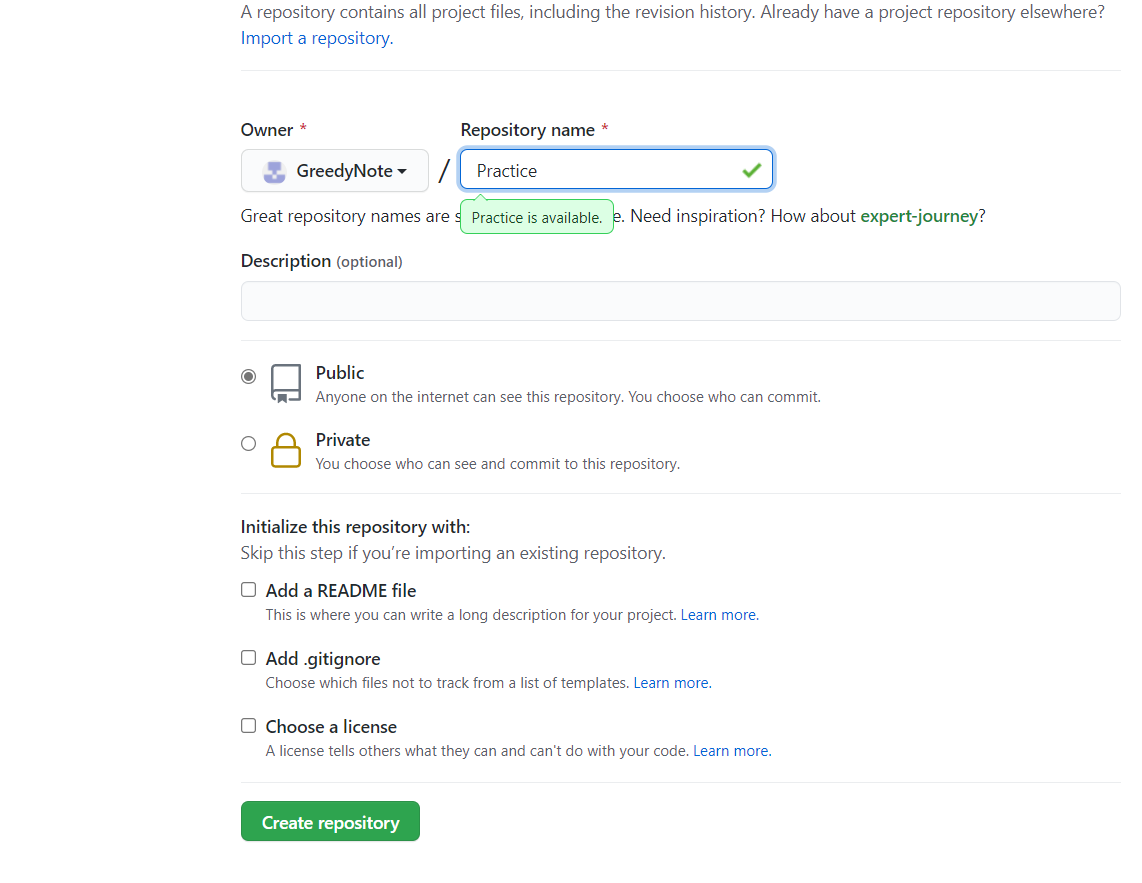 A repository contains all project files, including the revision history. Already have a project repository elsewhere?
Import a repository.
Owner * Repository name *
GreedyNote / Practice
Great repository names are s Practice is available. e. Need inspiration? How about expert-journey?
Description (optional)
Public
Anyone on the internet can see this repository. You choose who can commit.
Private
You choose who can see and commit to this repository.
Initialize this repository with:
Skip this step if you’re importing an existing repository.
Add a README file
This is where you can write a long description for your project. Learn more.
Add .gitignore
Choose which files not to track from a list of templates. Learn more.
Choose a license
A license tells others what they can and can't do with your code. Learn more.
Create repository